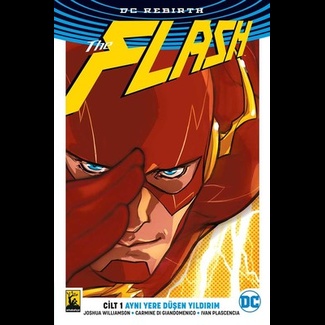 DC REBIRTH
The
FLASH
CİLT 1 AYNI YERE DÜŞEN YILDIRIM
JOSHUA WILLIAMSON • CARMINE DI GIANDOMENICO • IVAN PLASCENCIA
DC